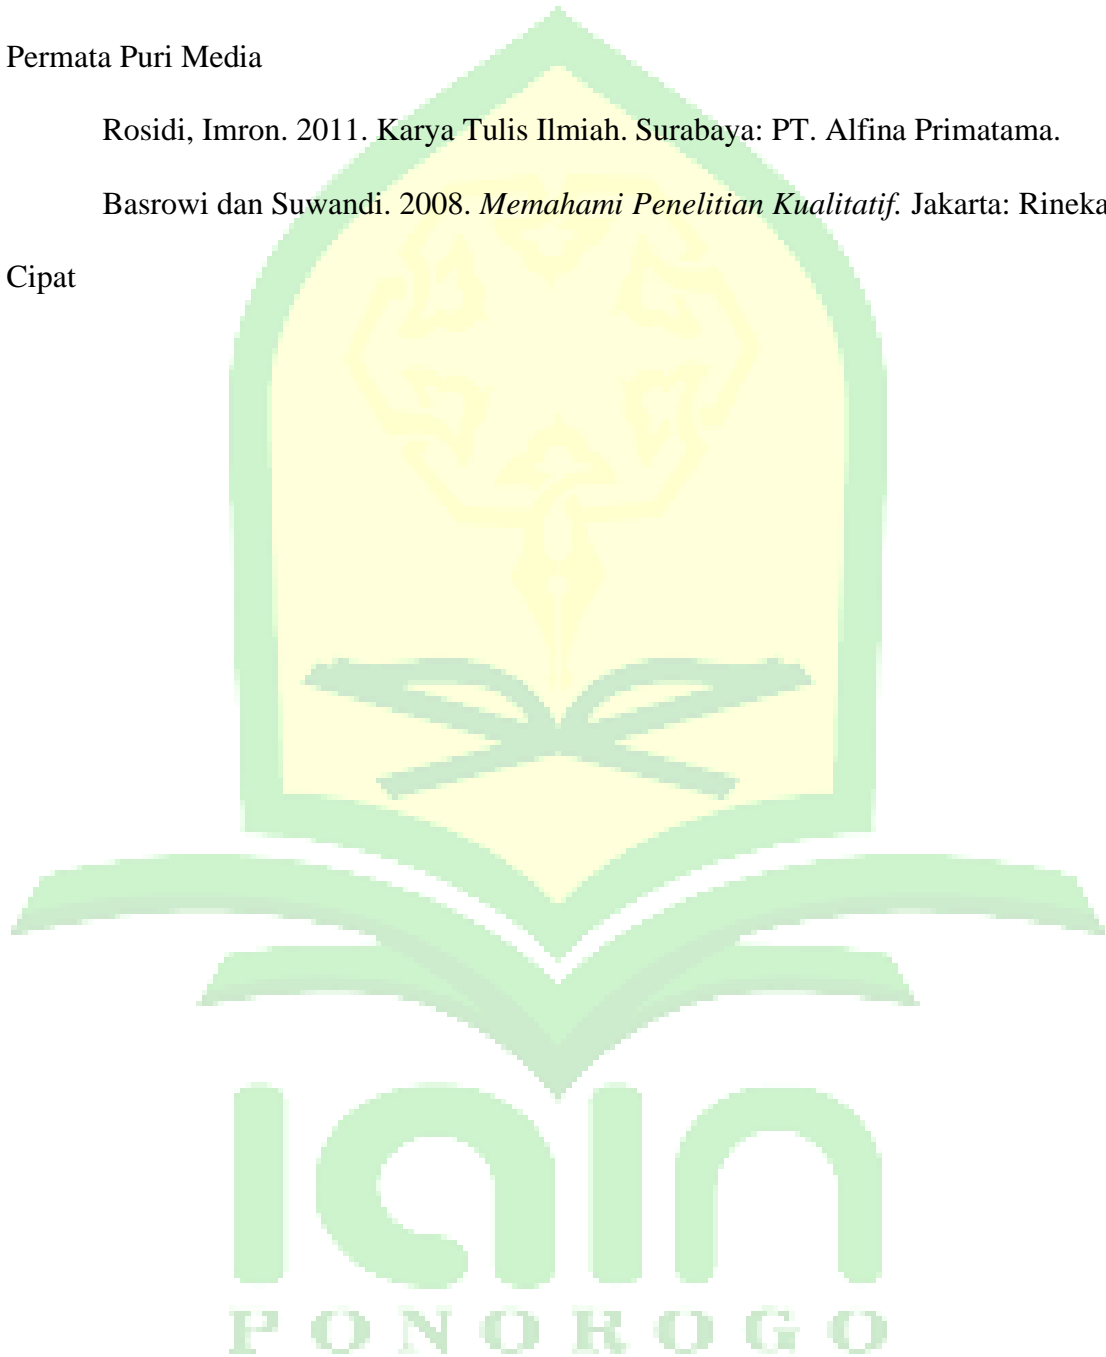 Permata Puri Media
Rosidi, Imron. 2011. Karya Tulis Ilmiah. Surabaya: PT. Alfina Primatama.
Basrowi dan Suwandi. 2008. Memahami Penelitian Kualitatif. Jakarta: Rineka
Cipat
iain
PONOROGO